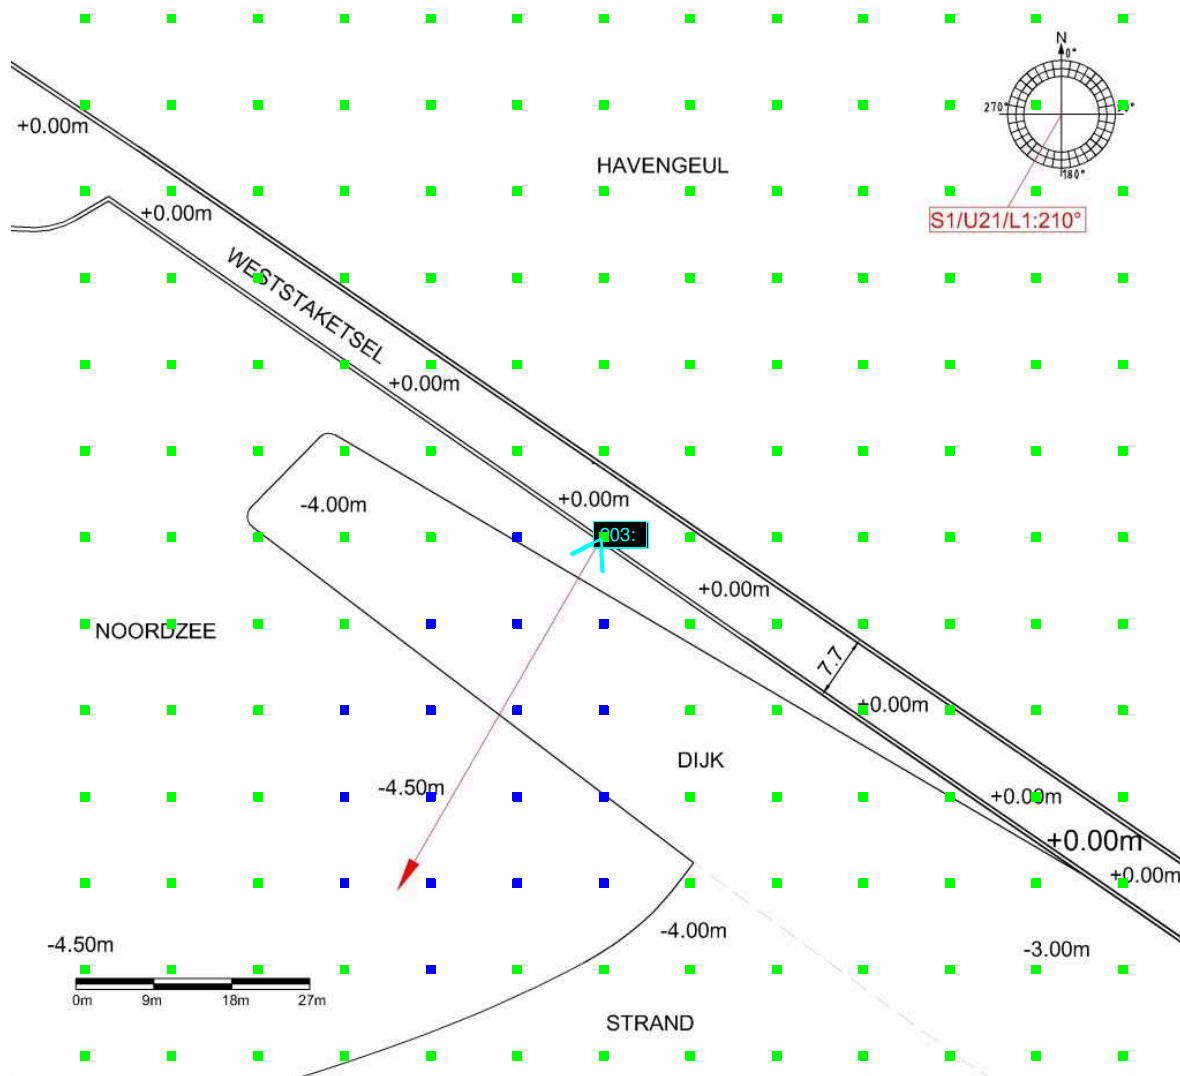 N
0°
+0.00m
270°
HAVENGEUL
180°
+0.00m
S1/U21/L1:210°
WESTSTAKETSEL
+0.00m
-4.00m
+0.00m
003:
+0.00m
NOORDZEE
7.7
+0.00m
DIJK
-4.50m
+0.00m
+0.00m
+0.00m
-4.00m
-4.50m
-3.00m
0m 9m 18m 27m
STRAND